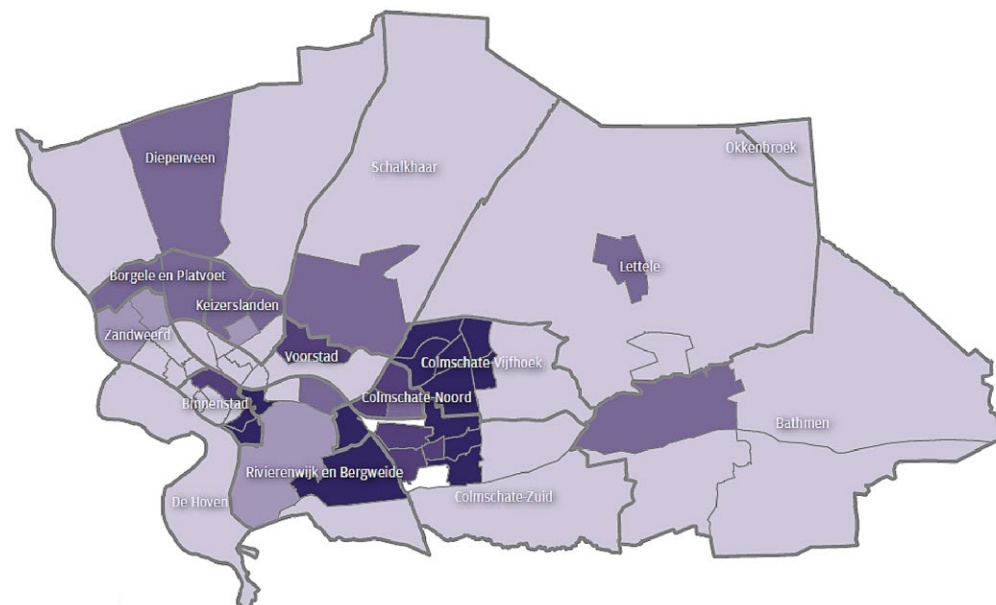 Diepenveen
Schalkhaar
Okkenbroek
Borgele en Platvoet
Lettele
Keizerslanden
Zandweerd
Voorstad
Colmschate-Vijfhoek
Binnenstad
Colmschate-Noord
Bathmen
Rivierenwijk en Bergweide
De Hoven
Colmschate-Zuid